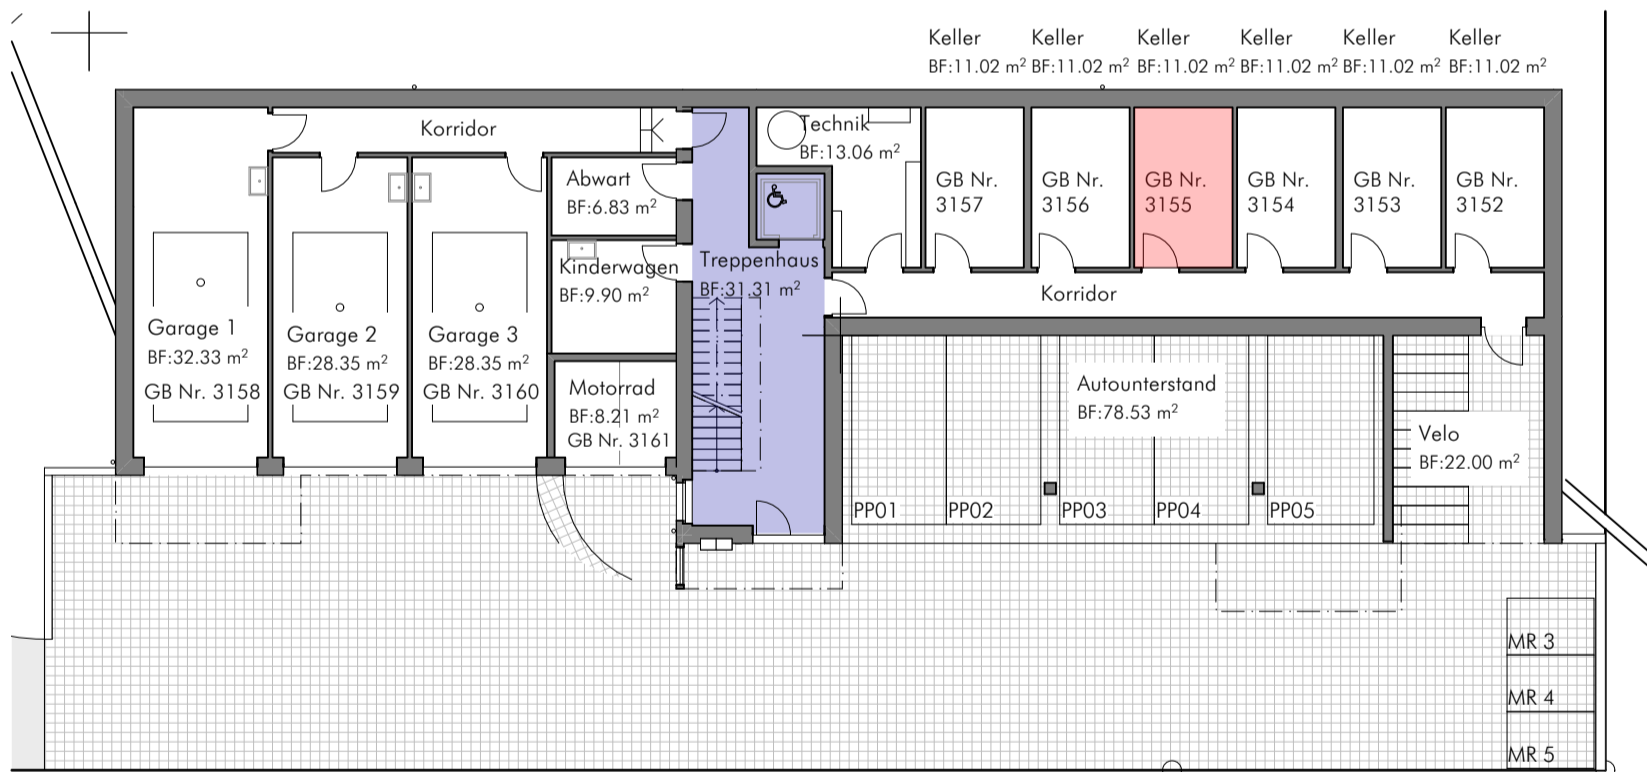 Keller
BF:11.02 m²
Keller
BF:11.02 m²
Keller
BF:11.02 m²
Keller
BF:11.02 m²
Keller
BF:11.02 m²
Keller
BF:11.02 m²
Korridor
Technik
BF:13.06 m²
Abwart
BF:6.83 m²
GB Nr.
3157
GB Nr.
3156
GB Nr.
3155
GB Nr.
3154
GB Nr.
3153
GB Nr.
3152
Kinderwagen
BF:9.90 m²
Treppenhaus
BF:31.31 m²
Korridor
Garage 1
BF:32.33 m²
GB Nr. 3158
Garage 2
BF:28.35 m²
GB Nr. 3159
Garage 3
BF:28.35 m²
GB Nr. 3160
Motorrad
BF:8.21 m²
GB Nr. 3161
Autounterstand
BF:78.53 m²
Velo
BF:22.00 m²
PP01
PP02
PP03
PP04
PP05
MR 3
MR 4
MR 5